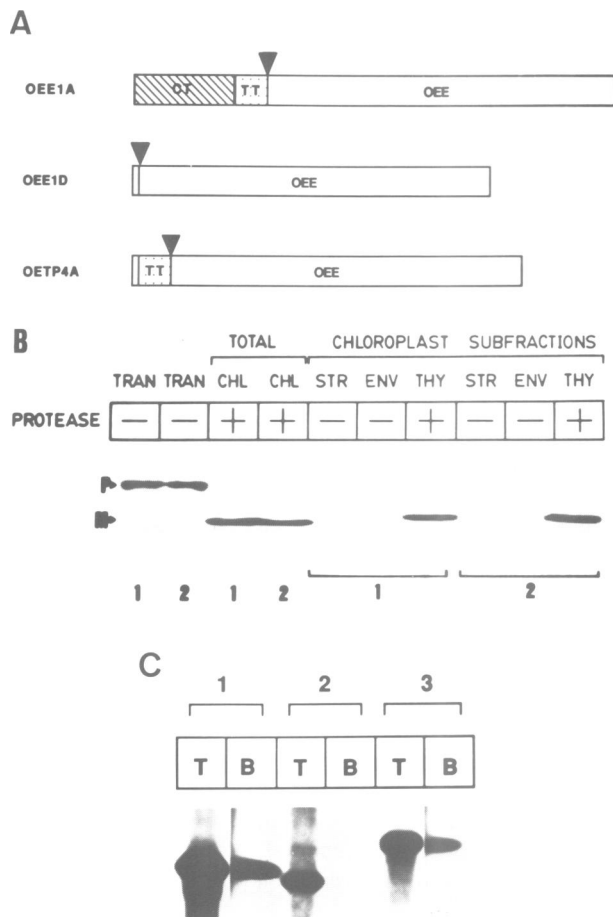 A
OEE1A CT TT OEE
OEE1D OEE
OETP4A TT OEE
B TOTAL CHLOROPLAST SUBFRACTIONS
TRAN TRAN CHL CHL STR ENV THY STR ENV THY
PROTEASE − − + + − − + − − +
P
M
1 2 1 2 1 2
C
1 2 3
T B T B T B